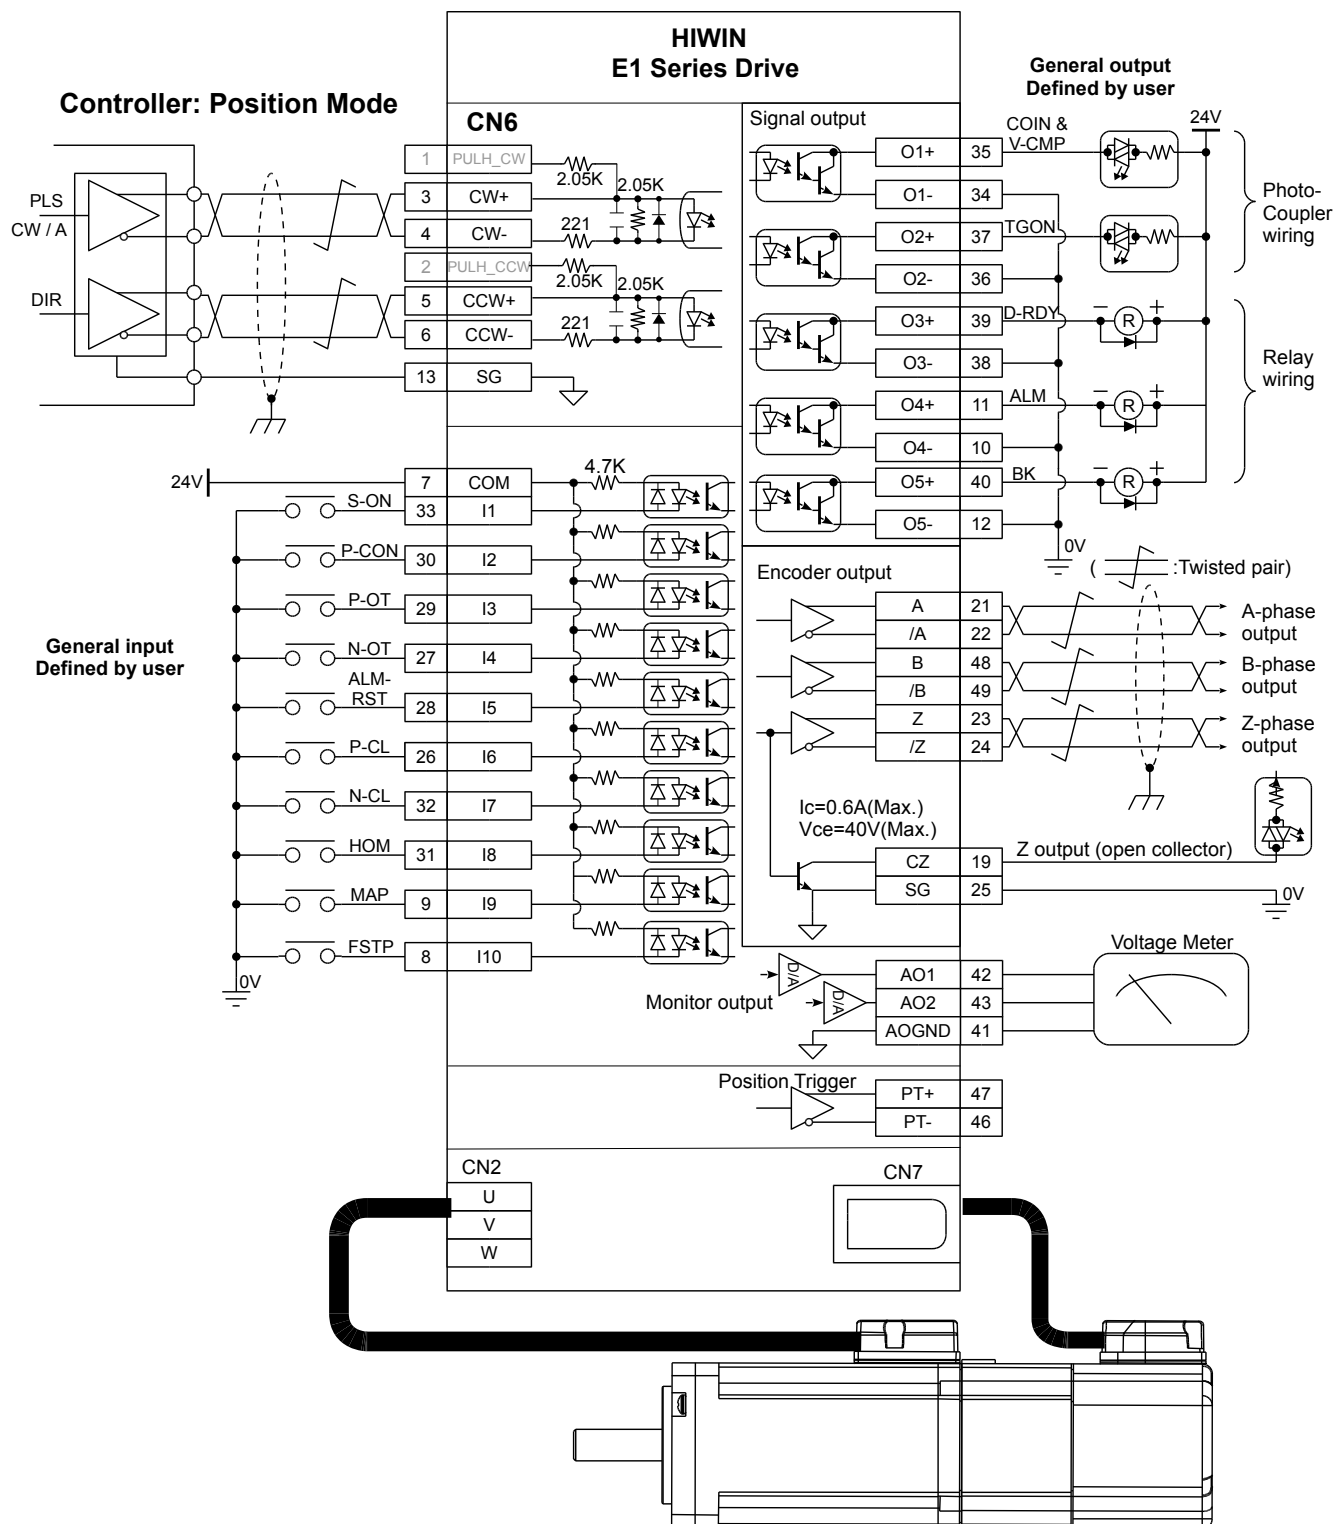 HIWIN
E1 Series Drive
Controller: Position Mode
CN6
Signal output
General output
Defined by user
24V
1 PULH_CW
2.05K
3 CW+
2.05K
4 CW-
221
2 PULH_CCW
2.05K
5 CCW+
2.05K
6 CCW-
221
13 SG
PLS
CW / A
DIR
O1+ 35 COIN &
V-CMP
O1- 34
O2+ 37 TGON
O2- 36
O3+ 39 D-RDY
O3- 38
O4+ 11 ALM
O4- 10
O5+ 40 BK
O5- 12
R
R
R
− +
− +
− +
0V
Photo-
Coupler
wiring
Relay
wiring
24V
7 COM
4.7K
S-ON 33 I1
P-CON 30 I2
P-OT 29 I3
N-OT 27 I4
ALM-
RST 28 I5
P-CL 26 I6
N-CL 32 I7
HOM 31 I8
MAP 9 I9
FSTP 8 I10
0V
General input
Defined by user
( :Twisted pair)
Encoder output
A 21
/A 22
B 48
/B 49
Z 23
/Z 24
A-phase
output
B-phase
output
Z-phase
output
Ic=0.6A(Max.)
Vce=40V(Max.)
CZ 19 Z output (open collector)
SG 25
0V
Monitor output
D/A
D/A
AO1 42
AO2 43
AOGND 41
Voltage Meter
Position Trigger
PT+ 47
PT- 46
CN2
U
V
W
CN7